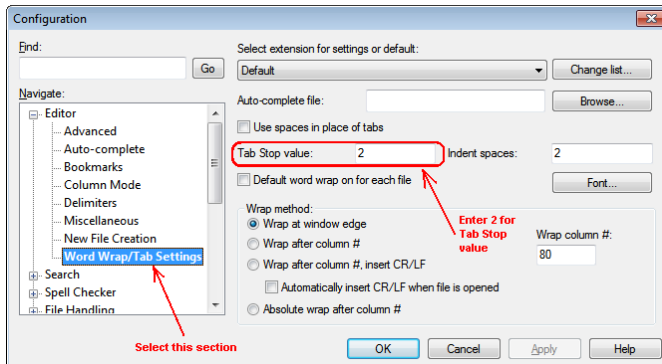 Configuration
Find:
Go
Navigate:
Editor
Advanced
Auto-complete
Bookmarks
Column Mode
Delimiters
Miscellaneous
New File Creation
Word Wrap/Tab Settings
Search
Spell Checker
File Handling
Select this section
Select extension for settings or default:
Default
Change list...
Auto-complete file:
Browse...
Use spaces in place of tabs
Tab Stop value: 2 Indent spaces: 2
Default word wrap on for each file
Font...
Wrap method:
Wrap at window edge
Wrap after column #
Wrap after column #, insert CR/LF
Automatically insert CR/LF when file is opened
Absolute wrap after column #
Enter 2 for
Tab Stop
value
Wrap column #:
80
OK Cancel Apply Help